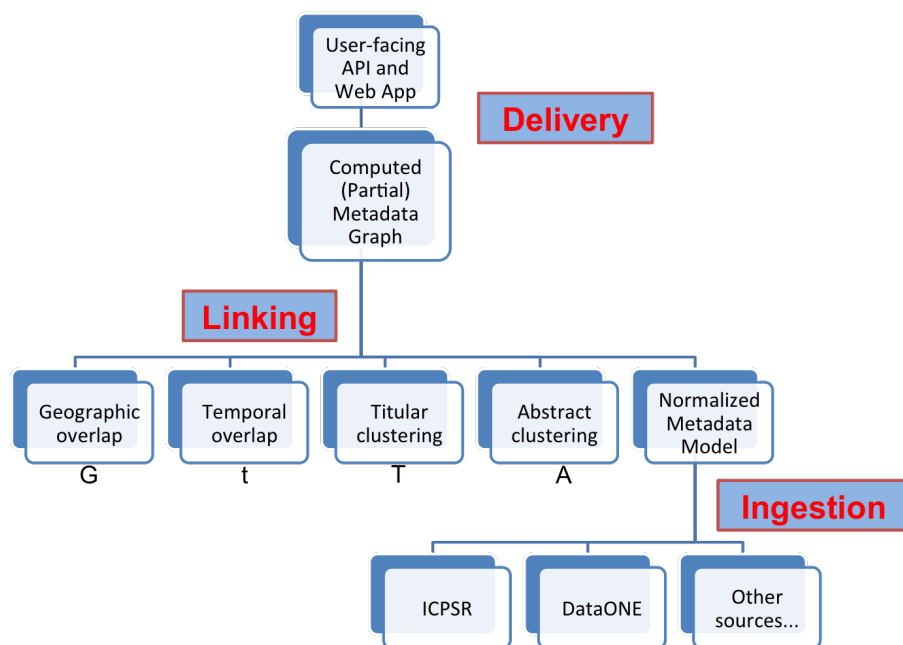 User-facing
API and
Web App
Delivery
Computed
(Partial)
Metadata
Graph
Linking
Geographic
overlap
G
Temporal
overlap
t
Titular
clustering
T
Abstract
clustering
A
Normalized
Metadata
Model
Ingestion
ICPSR
DataONE
Other
sources...